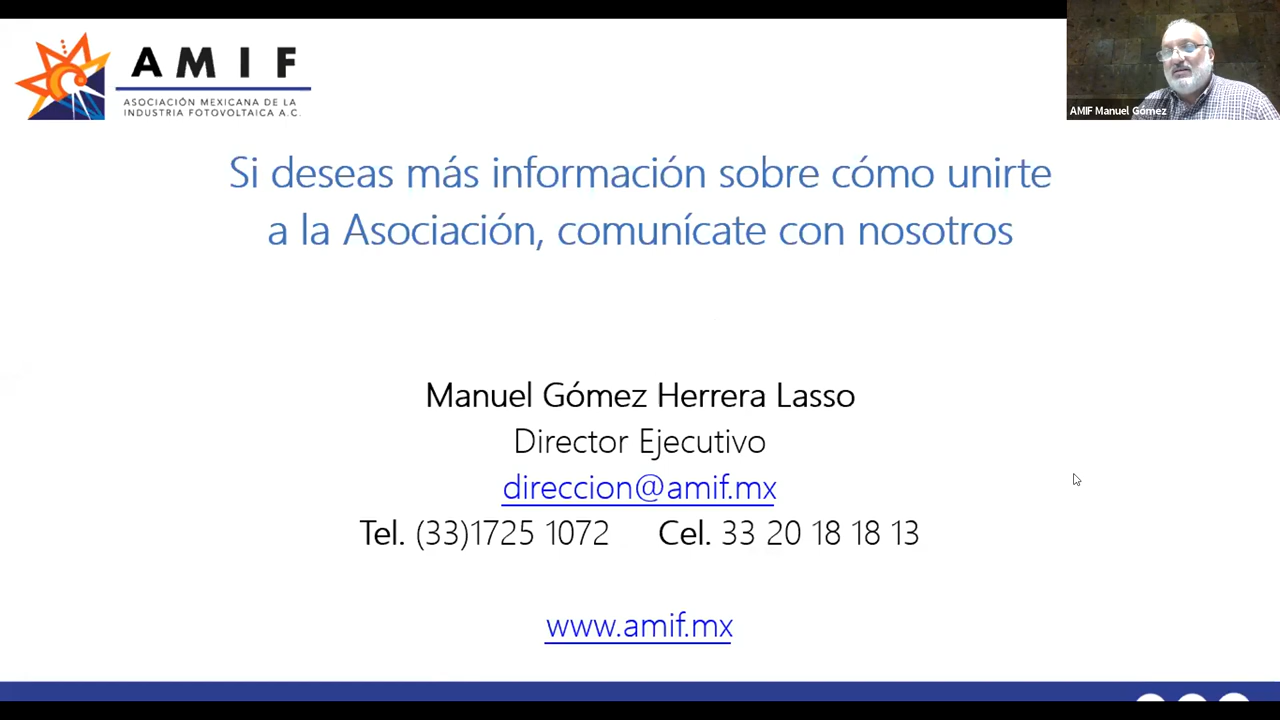 AMIF
ASOCIACIÓN MEXICANA DE LA
INDUSTRIA FOTOVOLTAICA A.C.
AMIF Manuel Gómez
Si deseas más información sobre cómo unirte
a la Asociación, comunícate con nosotros
Manuel Gómez Herrera Lasso
Director Ejecutivo
direccion@amif.mx
Tel. (33)1725 1072 Cel. 33 20 18 18 13
www.amif.mx